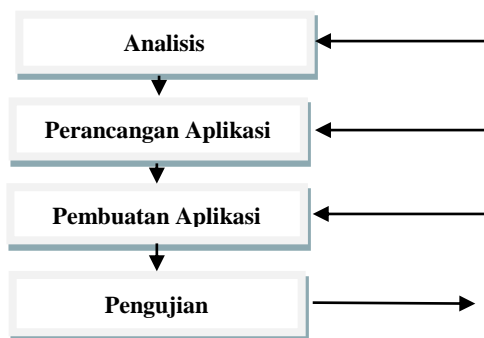 Analisis
Perancangan Aplikasi
Pembuatan Aplikasi
Pengujian